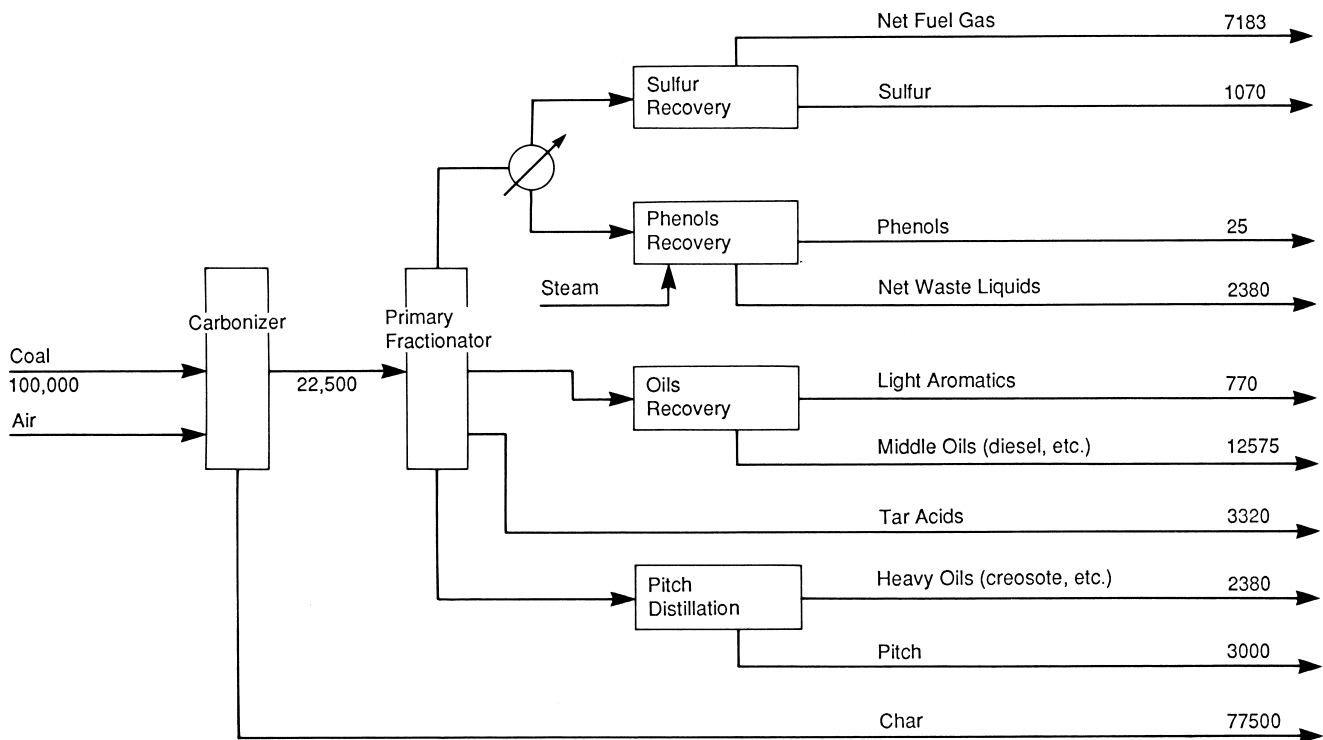 Net Fuel Gas 7183
Sulfur
Recovery
Sulfur 1070
Phenols
Recovery
Phenols 25
Steam
Net Waste Liquids 2380
Carbonizer
Primary
Fractionator
Coal
100,000
22,500
Air
Oils
Recovery
Light Aromatics 770
Middle Oils (diesel, etc.) 12575
Tar Acids 3320
Pitch
Distillation
Heavy Oils (creosote, etc.) 2380
Pitch 3000
Char 77500